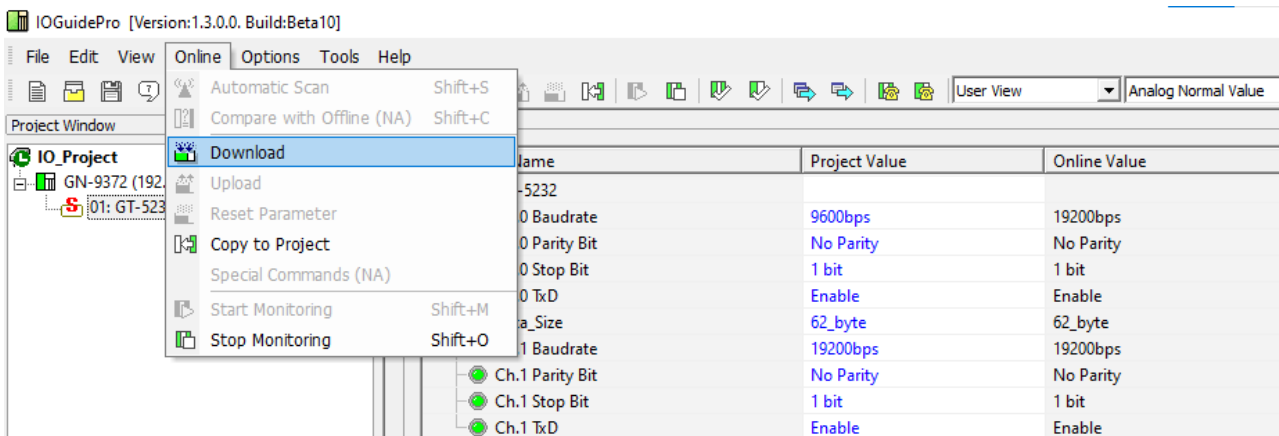 IOGuidePro [Version:1.3.0.0. Build:Beta10]
File Edit View Online Options Tools Help
User View Analog Normal Value
Project Window
IO_Project
GN-9372 (192.
01: GT-523
Automatic Scan Shift+S
Compare with Offline (NA) Shift+C
Download
Upload
Reset Parameter
Copy to Project
Special Commands (NA)
Start Monitoring Shift+M
Stop Monitoring Shift+O
Name Project Value Online Value
-5232
.0 Baudrate 9600bps 19200bps
.0 Parity Bit No Parity No Parity
.0 Stop Bit 1 bit 1 bit
.0 TxD Enable Enable
ta_Size 62_byte 62_byte
.1 Baudrate 19200bps 19200bps
Ch.1 Parity Bit No Parity No Parity
Ch.1 Stop Bit 1 bit 1 bit
Ch.1 TxD Enable Enable